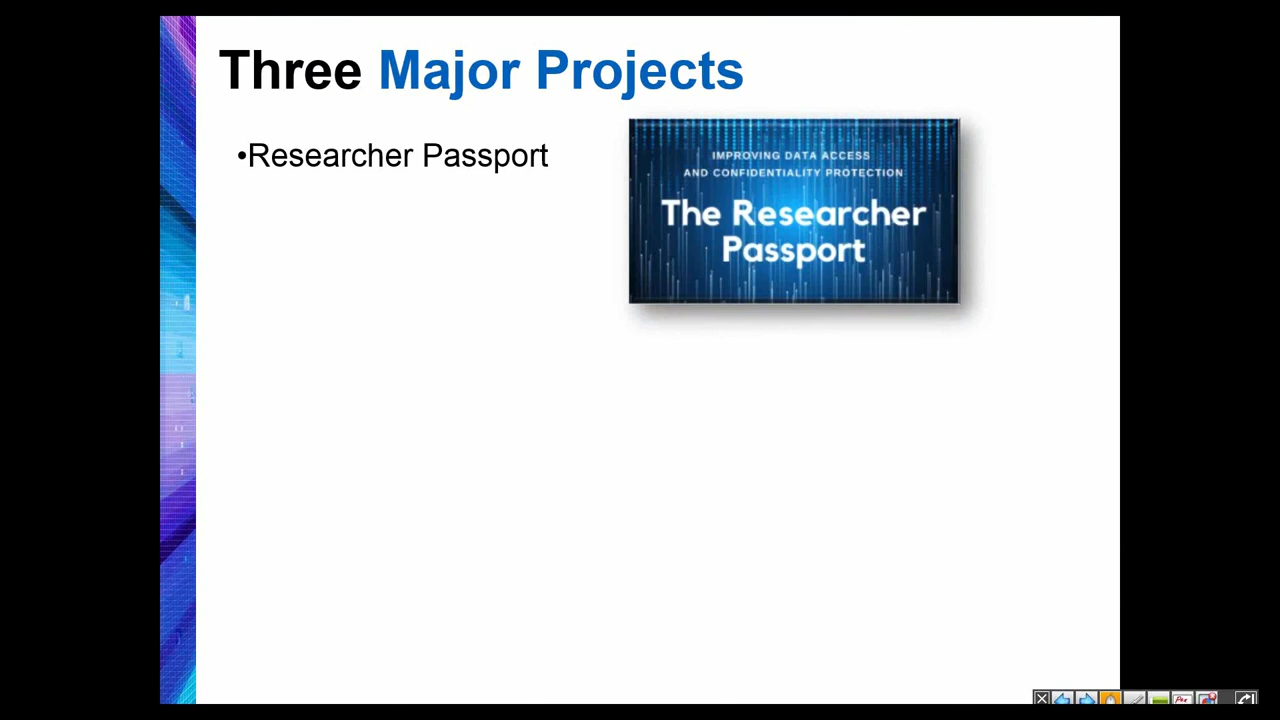 Three Major Projects
•Researcher Passport
IMPROVING DATA ACCESS
AND CONFIDENTIALITY PROTECTION
The Researcher
Passport